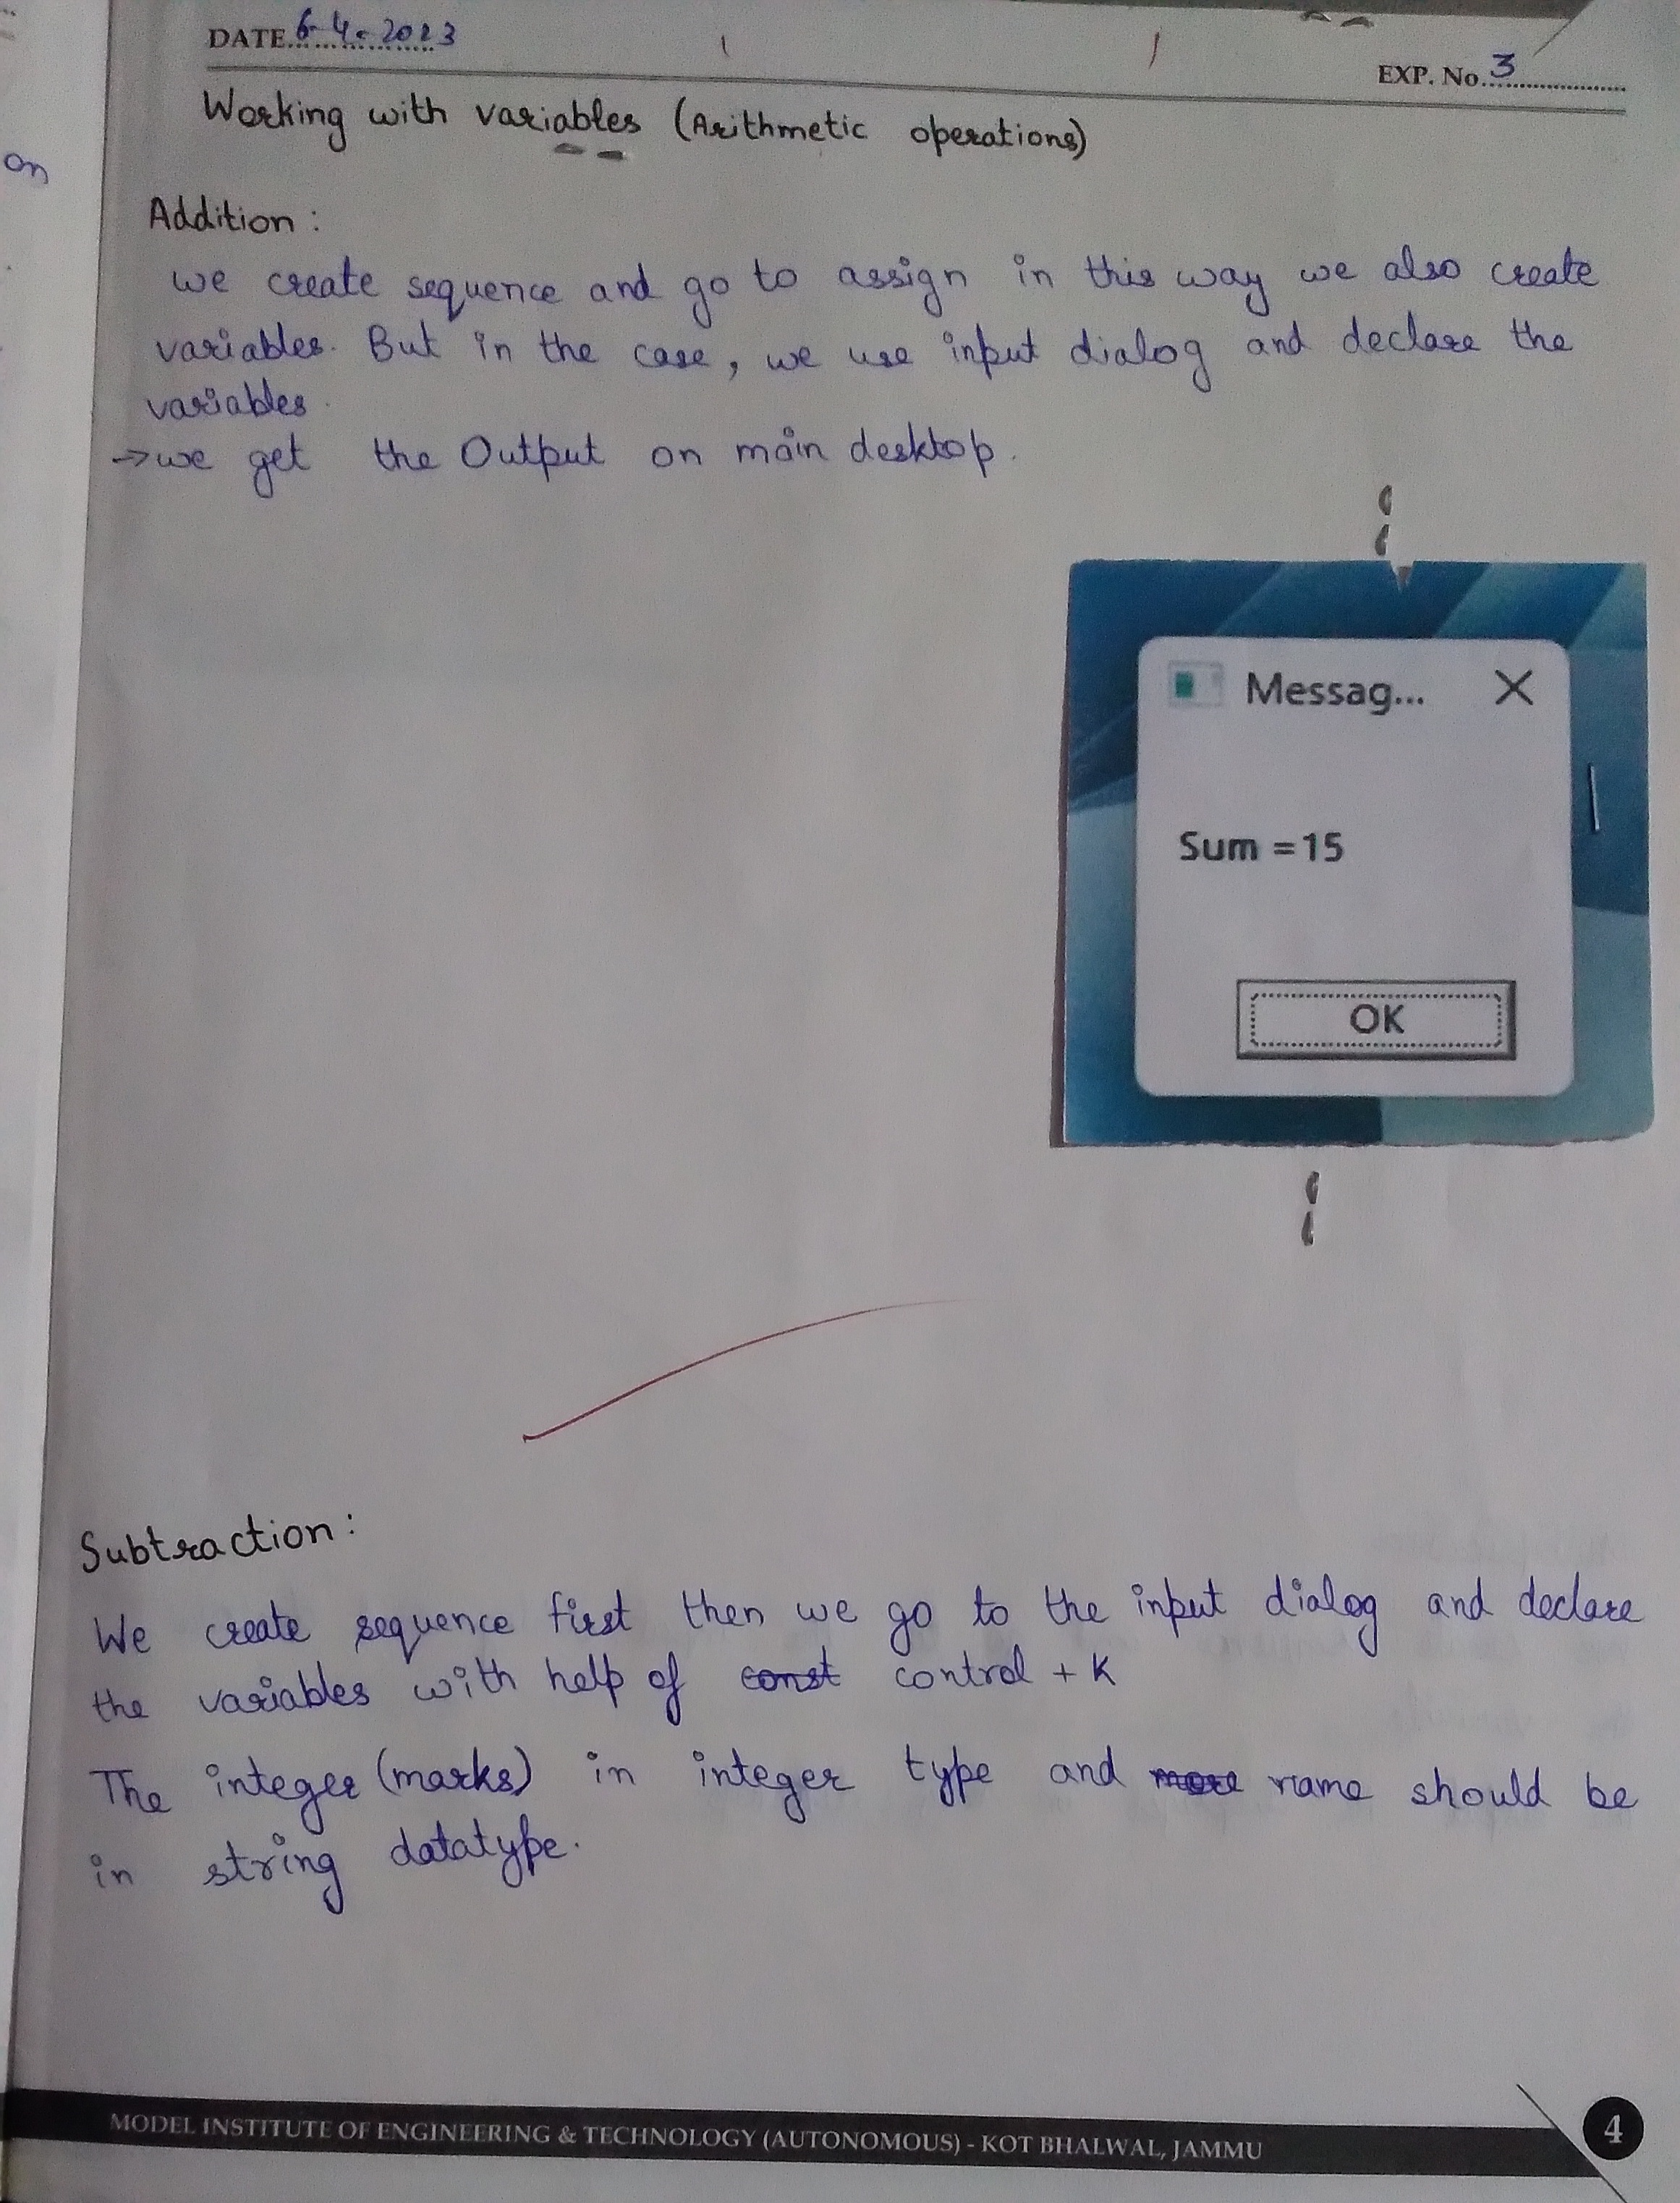 DATE 6-4-2023
EXP. No. 3
Working with variables (Arithmetic operations)
on
Addition :
we create sequence and go to assign in this way we also create
variables. But in the case, we use input dialog and declare the
variables.
→ we get the Output on main desktop.
Messag...
Sum =15
OK
Subtraction :
We create sequence first then we go to the input dialog and declare
the variables with help of const control + K
The integer (marks) in integer type and more name should be
in string datatype.
MODEL INSTITUTE OF ENGINEERING & TECHNOLOGY (AUTONOMOUS) - KOT BHALWAL, JAMMU
4